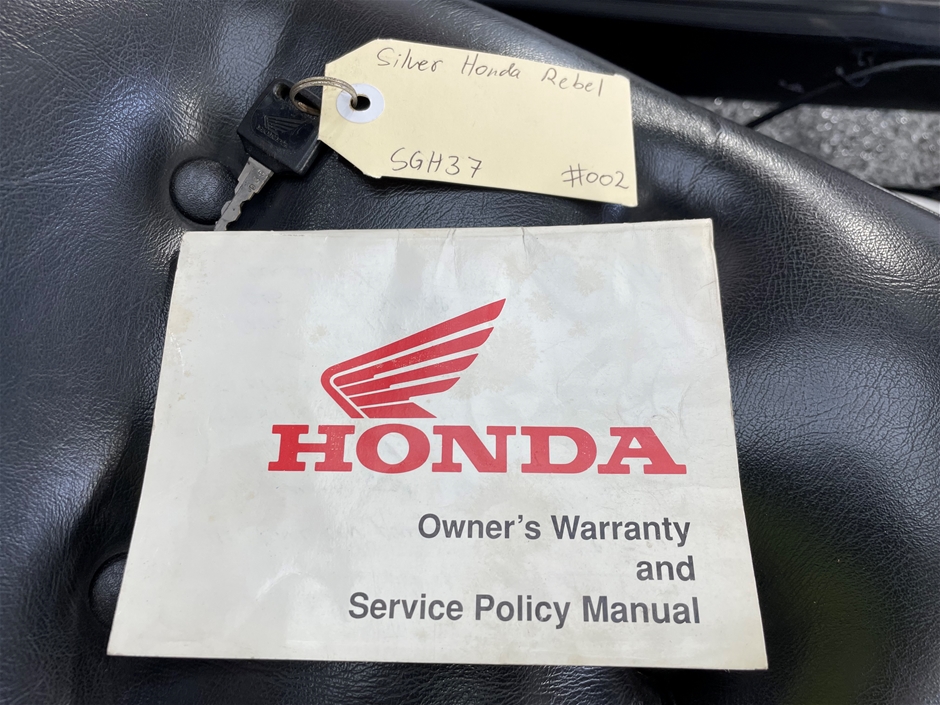 Silver Honda Rebel
SGH37 #002
HONDA
Owner's Warranty
and
Service Policy Manual